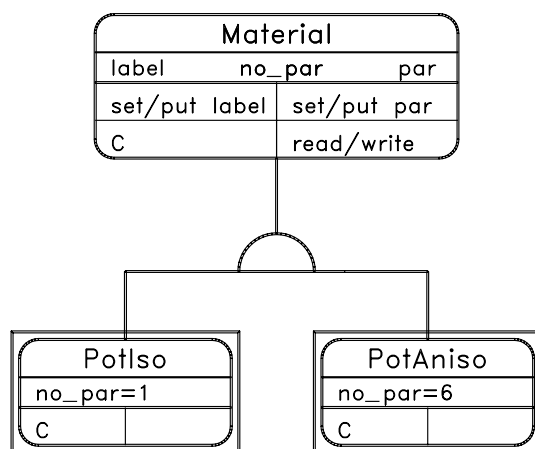 Material
label no_par par
set/put label set/put par
C read/write
PotIso PotAniso
no_par=1 no_par=6
C C